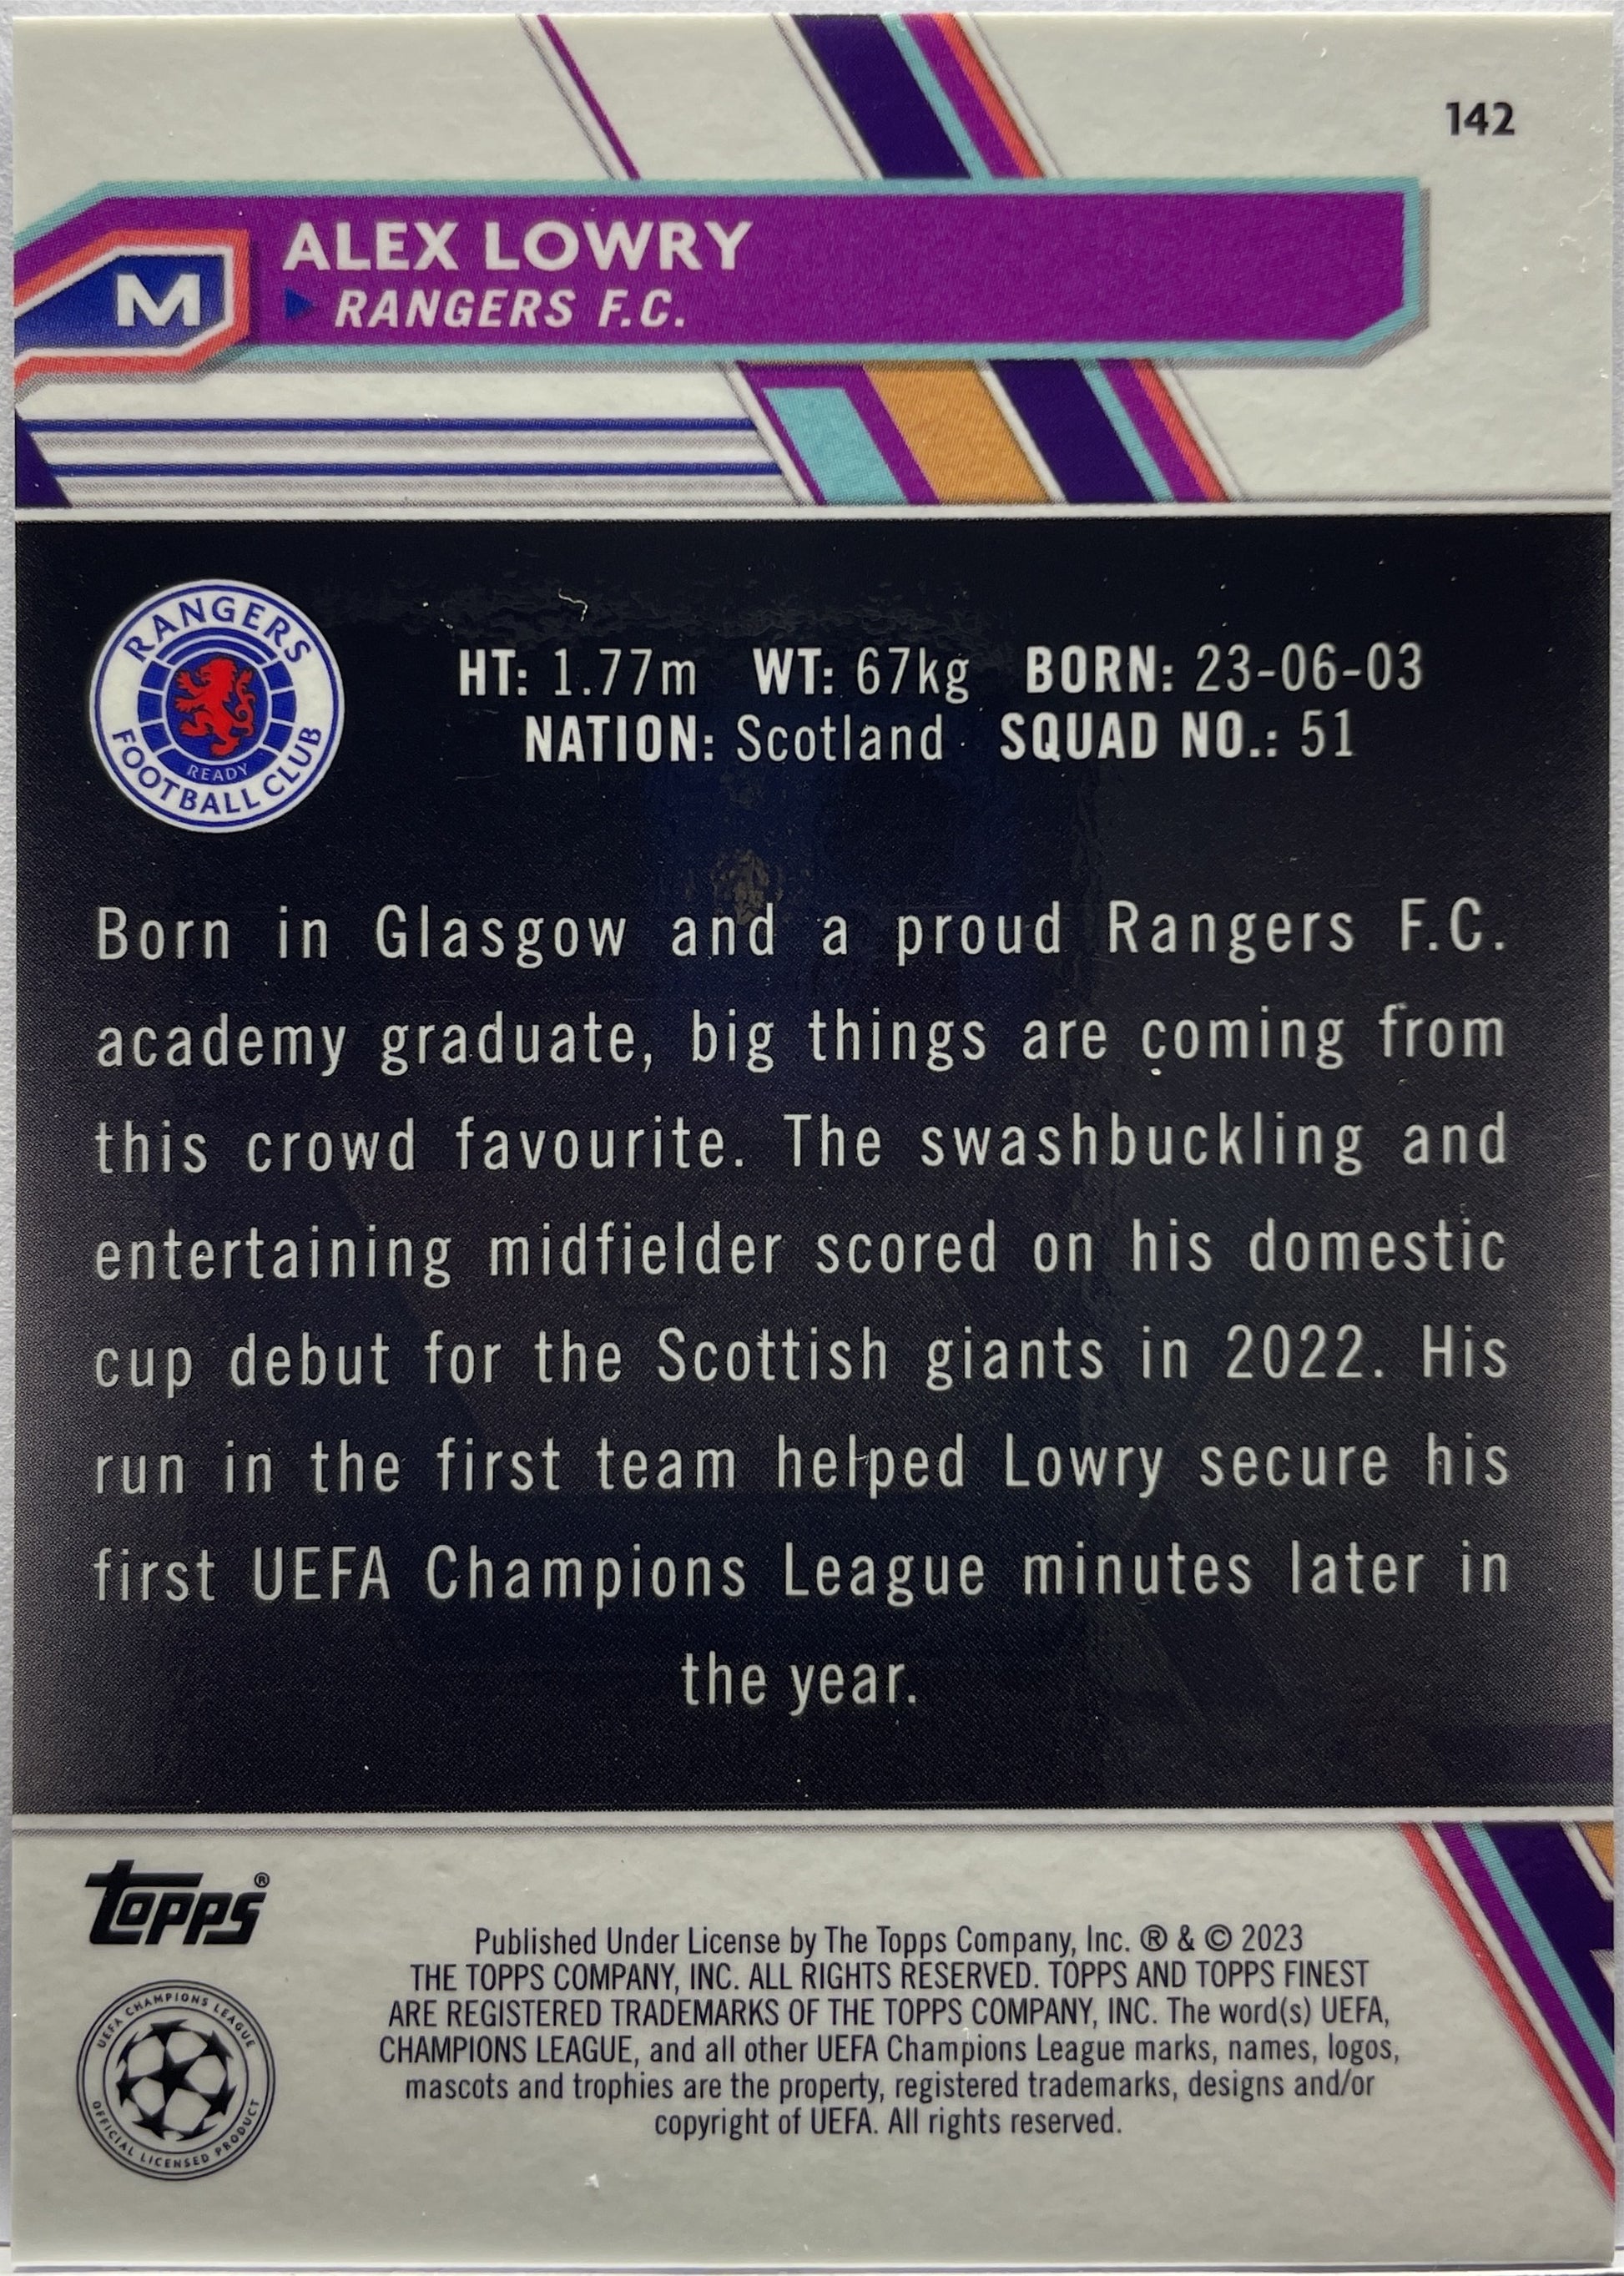 142
ALEX LOWRY
M
RANGERS F.C.
RANGERS
FOOTBALL CLUB
READY
HT: 1.77m WT: 67kg BORN: 23-06-03
NATION: Scotland SQUAD NO.: 51
Born in Glasgow and a proud Rangers F.C.
academy graduate, big things are coming from
this crowd favourite. The swashbuckling and
entertaining midfielder scored on his domestic
cup debut for the Scottish giants in 2022. His
run in the first team helped Lowry secure his
first UEFA Champions League minutes later in
the year.
topps®
Published Under License by The Topps Company, Inc. ® & © 2023
THE TOPPS COMPANY, INC. ALL RIGHTS RESERVED. TOPPS AND TOPPS FINEST
ARE REGISTERED TRADEMARKS OF THE TOPPS COMPANY, INC. The word(s) UEFA,
CHAMPIONS LEAGUE, and all other UEFA Champions League marks, names, logos,
mascots and trophies are the property, registered trademarks, designs and/or
copyright of UEFA. All rights reserved.
UEFA CHAMPIONS LEAGUE
OFFICIAL LICENSED PRODUCT